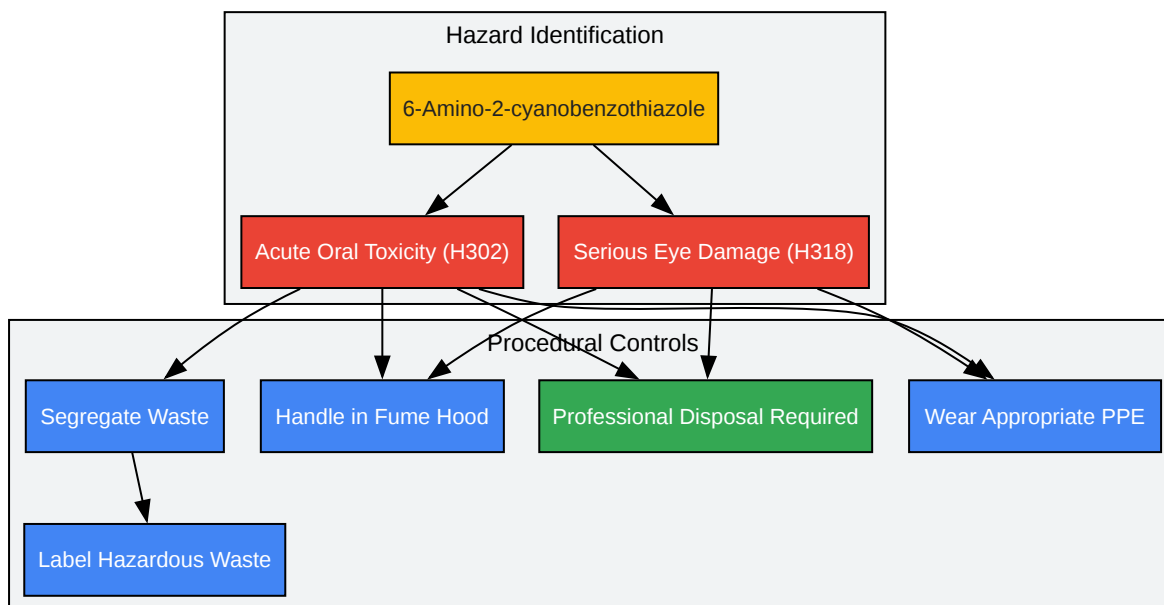 Hazard Identification
6-Amino-2-cyanobenzothiazole
Acute Oral Toxicity (H302)
Serious Eye Damage (H318)
Procedural Controls
Segregate Waste
Handle in Fume Hood
Professional Disposal Required
Wear Appropriate PPE
Label Hazardous Waste